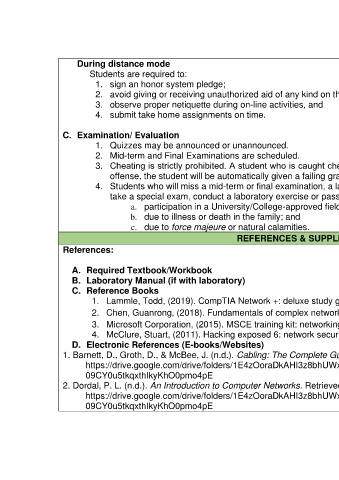 During distance mode
Students are required to:
1. sign an honor system pledge;
2. avoid giving or receiving unauthorized aid of any kind on th
3. observe proper netiquette during on-line activities, and
4. submit take home assignments on time.
C. Examination/ Evaluation
1. Quizzes may be announced or unannounced.
2. Mid-term and Final Examinations are scheduled.
3. Cheating is strictly prohibited. A student who is caught che
offense, the student will be automatically given a failing gra
4. Students who will miss a mid-term or final examination, a la
take a special exam, conduct a laboratory exercise or pass
a. participation in a University/College-approved field
b. due to illness or death in the family; and
c. due to force majeure or natural calamities.
REFERENCES & SUPPL
References:
A. Required Textbook/Workbook
B. Laboratory Manual (if with laboratory)
C. Reference Books
1. Lammle, Todd, (2019). CompTIA Network +: deluxe study g
2. Chen, Guanrong, (2018). Fundamentals of complex networ
3. Microsoft Corporation, (2015). MSCE training kit: networking
4. McClure, Stuart, (2011). Hacking exposed 6: network secur
D. Electronic References (E-books/Websites)
1. Barnett, D., Groth, D., & McBee, J. (n.d.). Cabling: The Complete Gu
https://drive.google.com/drive/folders/1E4zOoraDkAHI3z8bhUWx
09CY0u5tkqxthIkyKhO0pmo4pE
2. Dordal, P. L. (n.d.). An Introduction to Computer Networks. Retrieve
https://drive.google.com/drive/folders/1E4zOoraDkAHI3z8bhUWx
09CY0u5tkqxthIkyKhO0pmo4pE